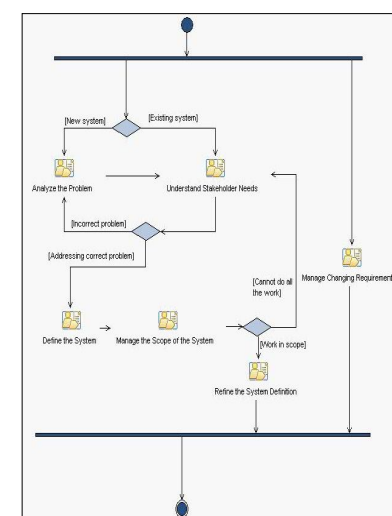 [New system]
[Existing system]
Analyze the Problem
Understand Stakeholder Needs
[Incorrect problem]
[Addressing correct problem]
[Cannot do all
the work]
Manage Changing Requirement
Define the System
Manage the Scope of the System
[Work in scope]
Refine the System Definition